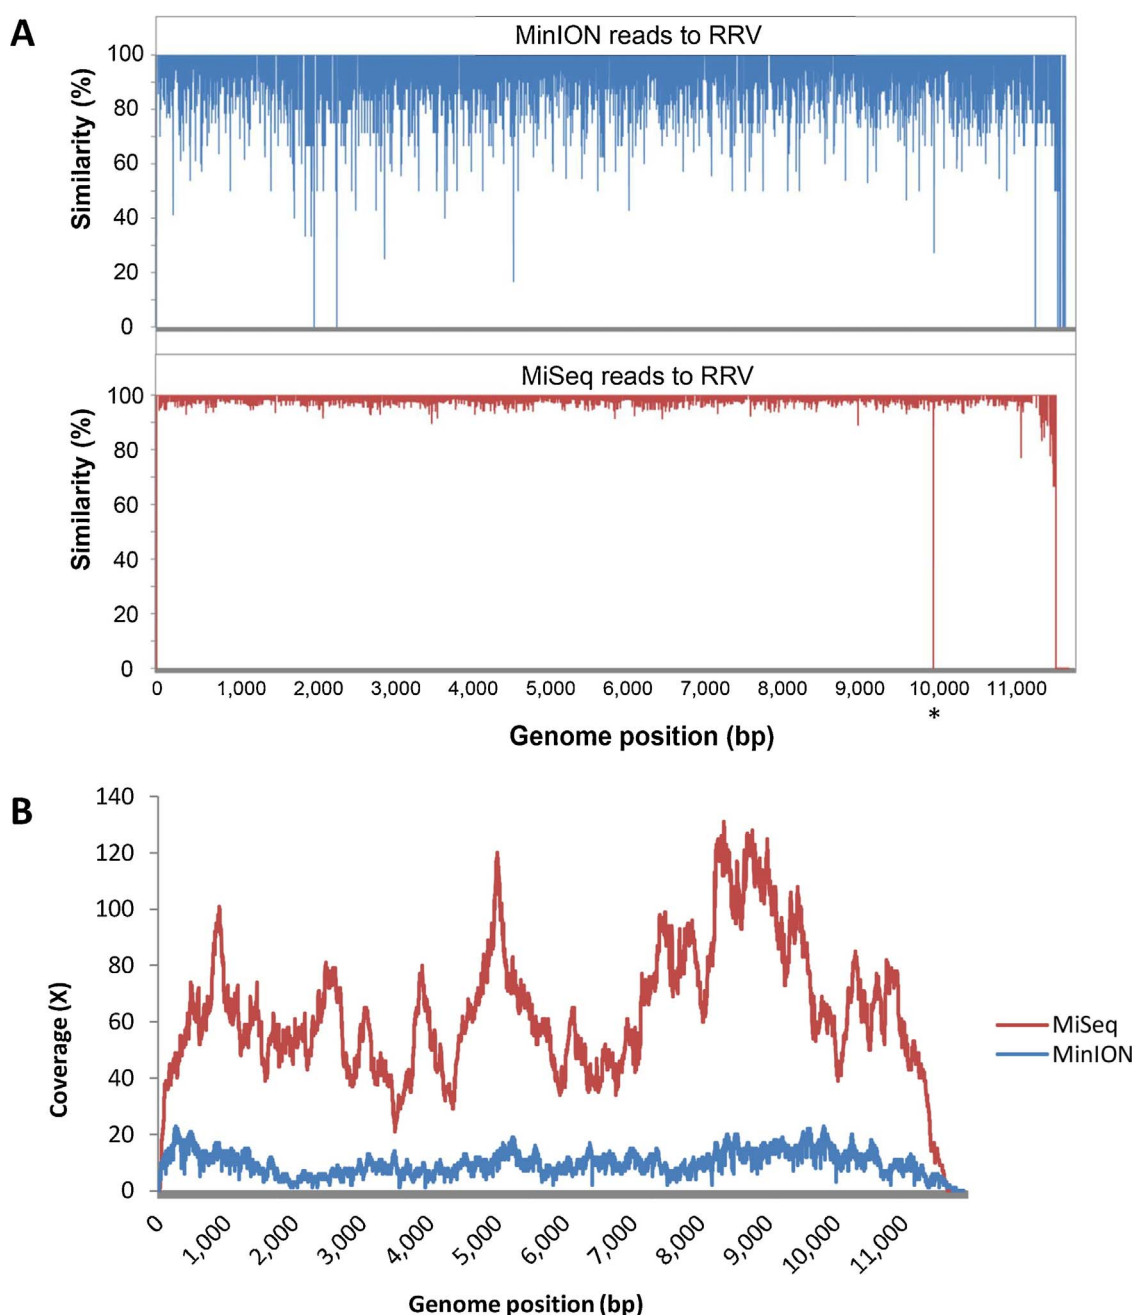 A
MinION reads to RRV
Similarity (%)
100
80
60
40
20
0
MiSeq reads to RRV
Similarity (%)
100
80
60
40
20
0
0 1,000 2,000 3,000 4,000 5,000 6,000 7,000 8,000 9,000 10,000 11,000
*
Genome position (bp)
B
Coverage (X)
140
120
100
80
60
40
20
0
MiSeq
MinION
0 1,000 2,000 3,000 4,000 5,000 6,000 7,000 8,000 9,000 10,000 11,000
Genome position (bp)